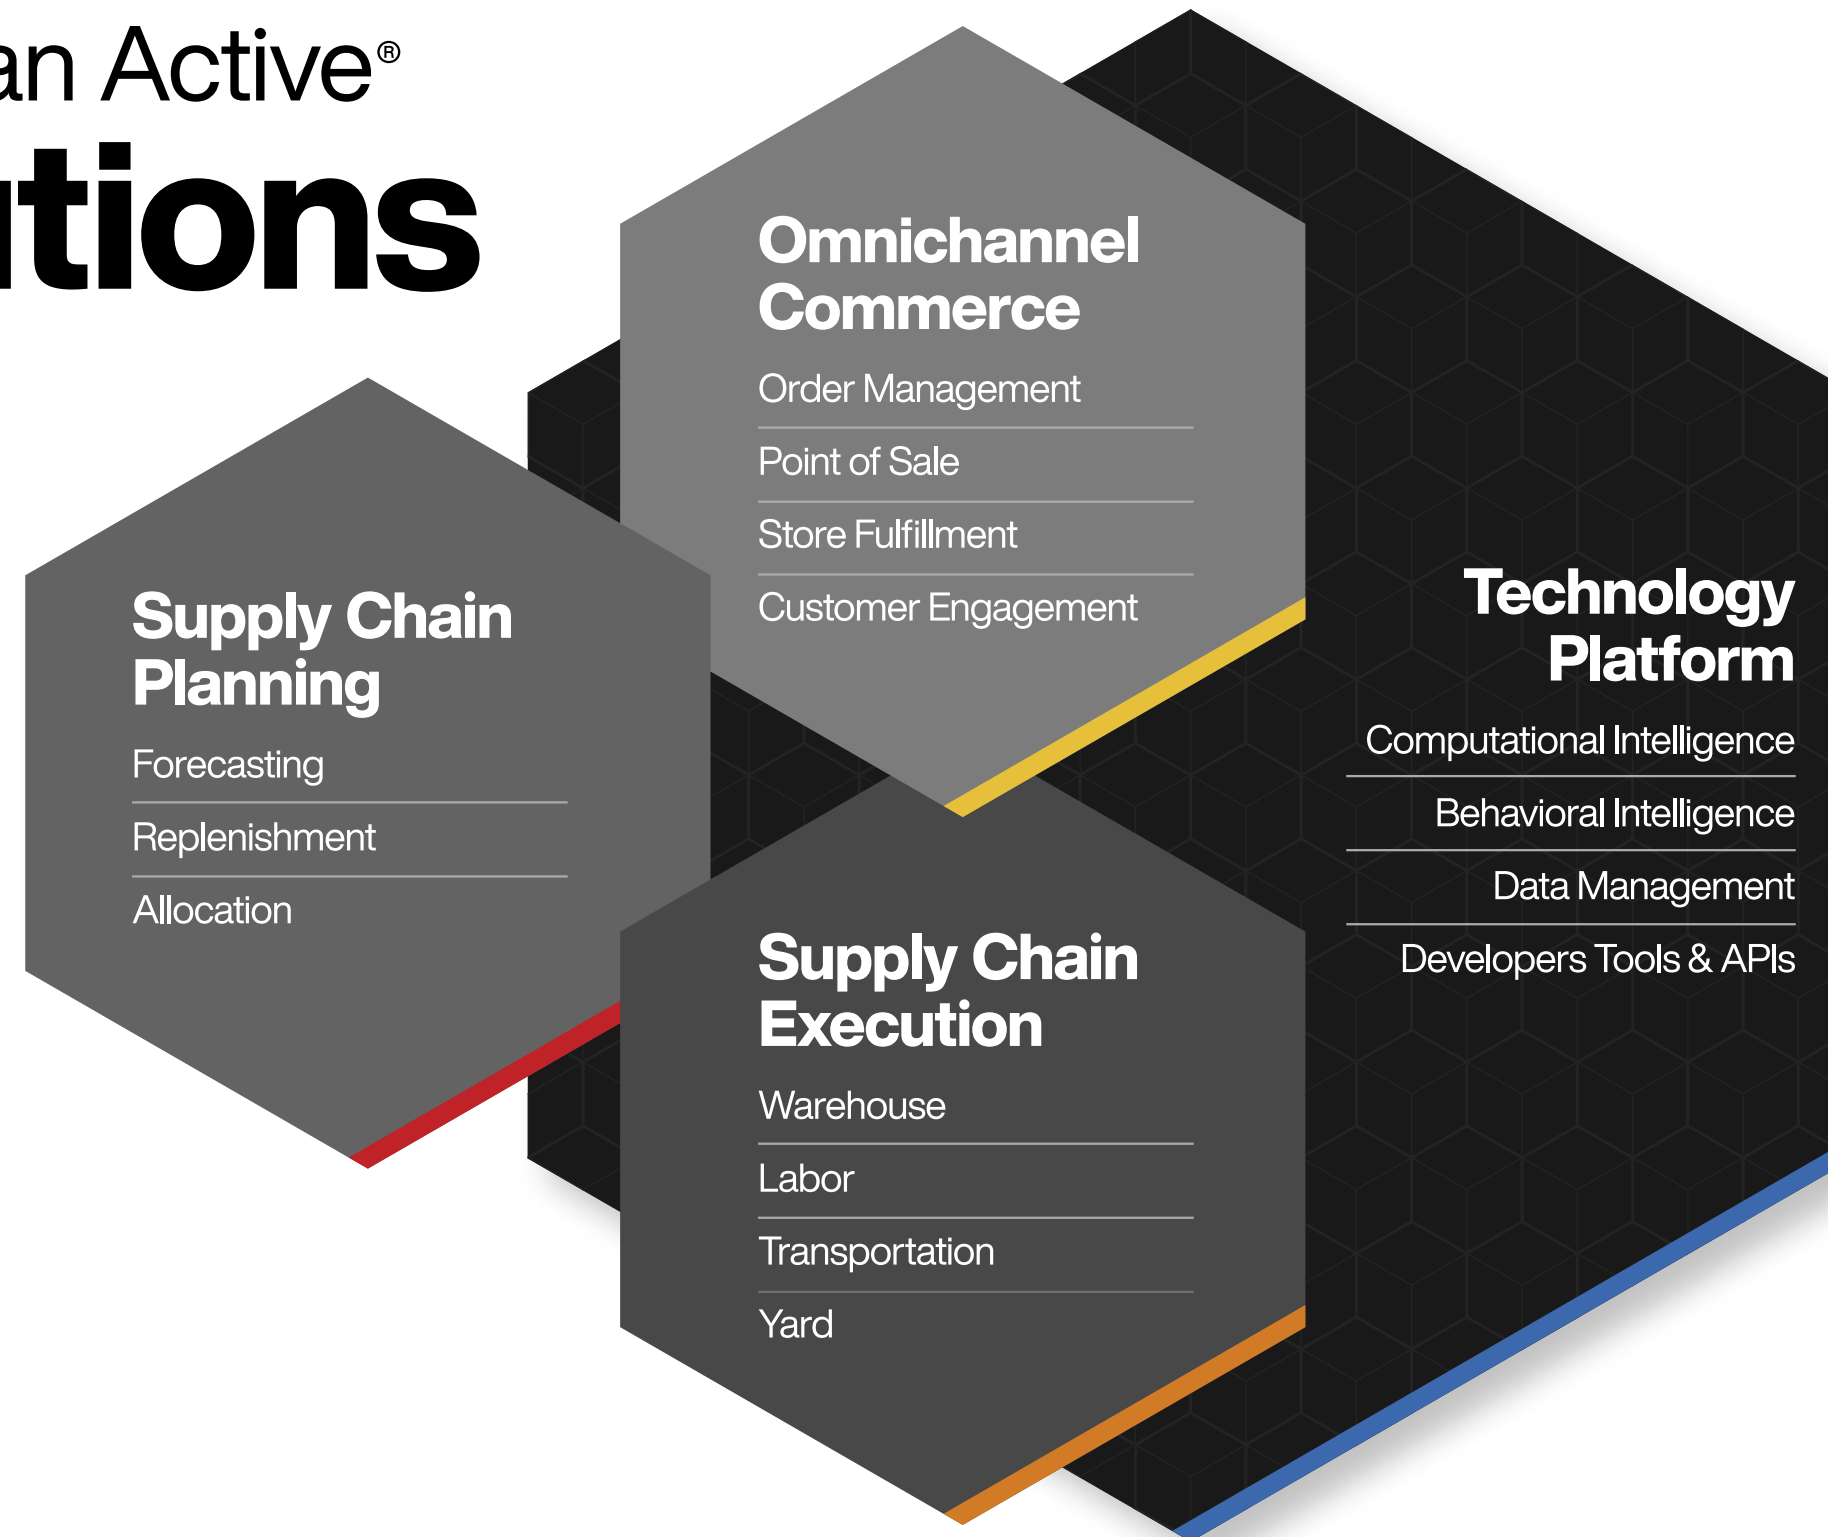 an Active®
utions
Omnichannel
Commerce
Order Management
Point of Sale
Store Fulfillment
Customer Engagement
Supply Chain
Planning
Forecasting
Replenishment
Allocation
Supply Chain
Execution
Warehouse
Labor
Transportation
Yard
Technology
Platform
Computational Intelligence
Behavioral Intelligence
Data Management
Developers Tools & APIs